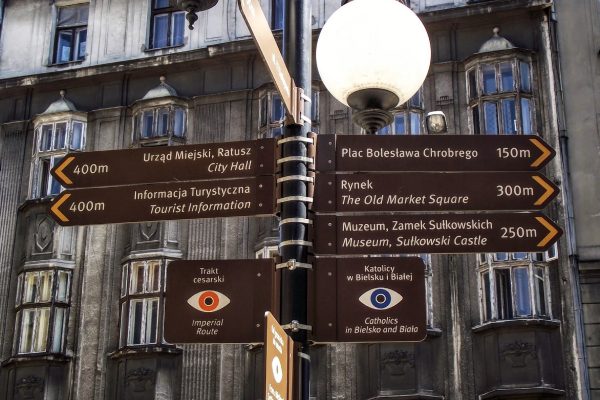 Urząd Miejski, Ratusz
400m City Hall
Informacja Turystyczna
400m Tourist Information
Plac Bolesława Chrobrego 150m
Rynek
The Old Market Square 300m
Muzeum, Zamek Sułkowskich
Museum, Sułkowski Castle 250m
Trakt
cesarski
Imperial
Route
Katolicy
w Bielsku i Białej
Catholics
in Bielsko and Biała